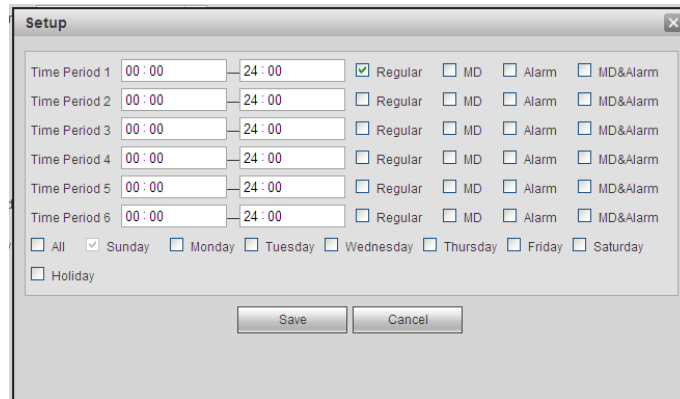 Setup
Time Period 1 00:00 — 24:00 Regular MD Alarm MD&Alarm
Time Period 2 00:00 — 24:00 Regular MD Alarm MD&Alarm
Time Period 3 00:00 — 24:00 Regular MD Alarm MD&Alarm
Time Period 4 00:00 — 24:00 Regular MD Alarm MD&Alarm
Time Period 5 00:00 — 24:00 Regular MD Alarm MD&Alarm
Time Period 6 00:00 — 24:00 Regular MD Alarm MD&Alarm
All Sunday Monday Tuesday Wednesday Thursday Friday Saturday
Holiday
Save Cancel